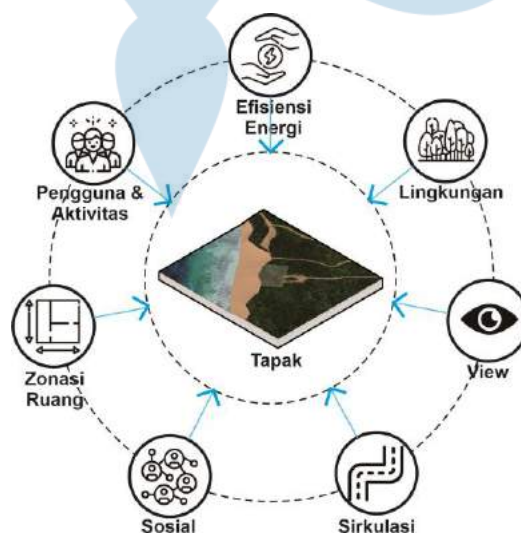 Efisiensi
Energi
Pengguna &
Aktivitas
Lingkungan
Tapak
Zonasi
Ruang
View
Sosial
Sirkulasi